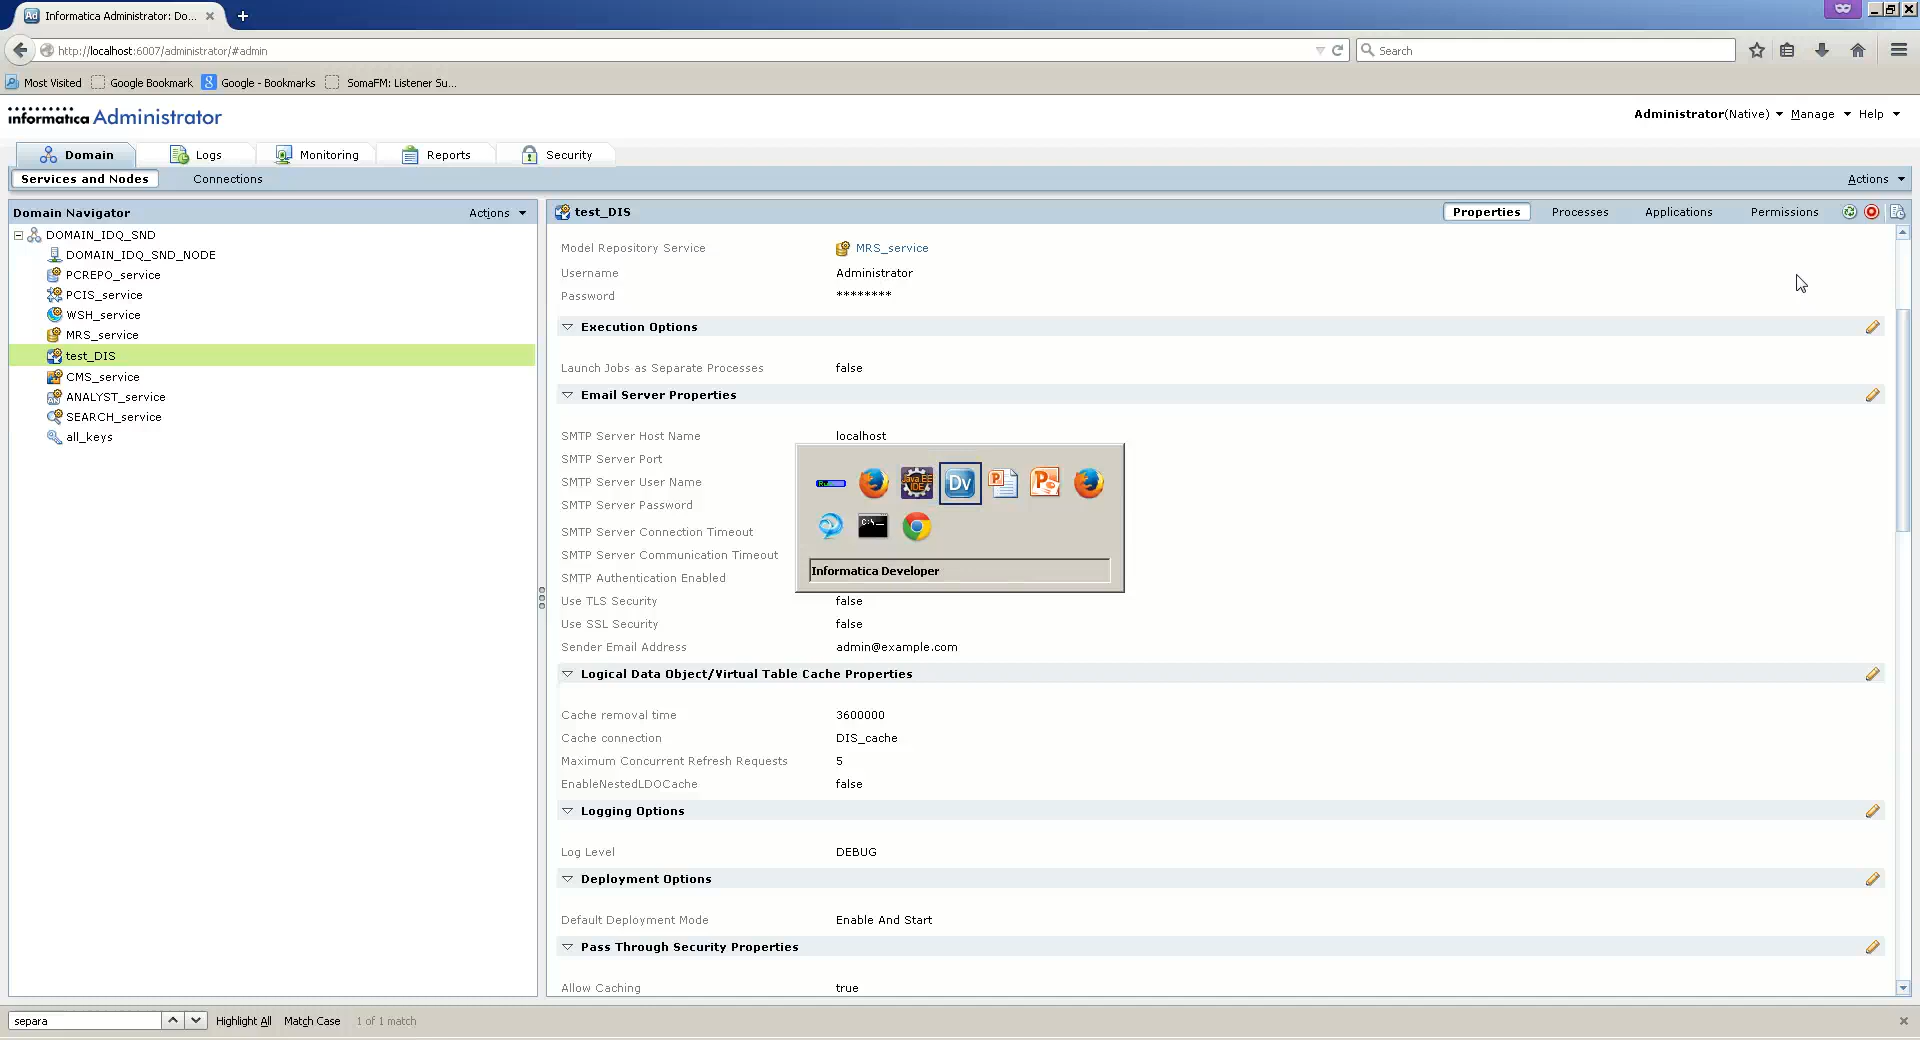 Informatica Administrator: Do...
http://localhost:6007/administrator/#admin
Search
Most Visited Google Bookmark Google - Bookmarks SomaFM: Listener Su...
informatica Administrator
Administrator(Native) Manage Help
Domain Logs Monitoring Reports Security
Services and Nodes Connections Actions
Domain Navigator Actions
DOMAIN_IDQ_SND
DOMAIN_IDQ_SND_NODE
PCREPO_service
PCIS_service
WSH_service
MRS_service
test_DIS
CMS_service
ANALYST_service
SEARCH_service
all_keys
test_DIS Properties Processes Applications Permissions
Model Repository Service MRS_service
Username Administrator
Password ********
Execution Options
Launch Jobs as Separate Processes false
Email Server Properties
SMTP Server Host Name localhost
SMTP Server Port
SMTP Server User Name
SMTP Server Password
SMTP Server Connection Timeout
SMTP Server Communication Timeout
SMTP Authentication Enabled
Use TLS Security false
Use SSL Security false
Sender Email Address admin@example.com
Java EE
IDE
Dv
Informatica Developer
Logical Data Object/Virtual Table Cache Properties
Cache removal time 3600000
Cache connection DIS_cache
Maximum Concurrent Refresh Requests 5
EnableNestedLDOCache false
Logging Options
Log Level DEBUG
Deployment Options
Default Deployment Mode Enable And Start
Pass Through Security Properties
Allow Caching true
separa Highlight All Match Case 1 of 1 match